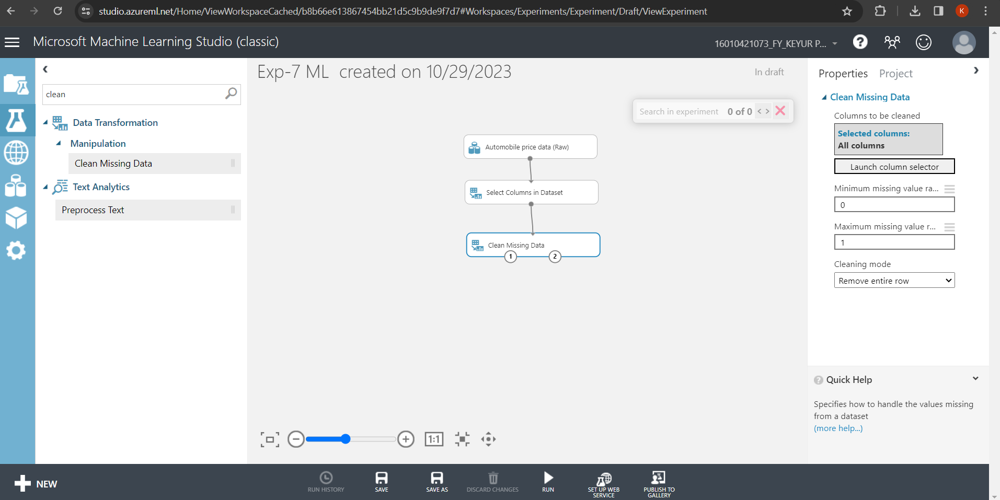 studio.azureml.net/Home/ViewWorkspaceCached/b8b66e613867454bb21d5c9b9de9f7d7#Workspaces/Experiments/Experiment/Draft/ViewExperiment
K
Microsoft Machine Learning Studio (classic)
16010421073_FY_KEYUR P...
?
clean
Data Transformation
Manipulation
Clean Missing Data
Text Analytics
Preprocess Text
Exp-7 ML created on 10/29/2023
In draft
Search in experiment 0 of 0 < >
Automobile price data (Raw)
Select Columns in Dataset
Clean Missing Data
1 2
1:1
Properties Project
Clean Missing Data
Columns to be cleaned
Selected columns:
All columns
Launch column selector
Minimum missing value ra...
0
Maximum missing value r...
1
Cleaning mode
Remove entire row
? Quick Help
Specifies how to handle the values missing
from a dataset
(more help...)
NEW
RUN HISTORY
SAVE
SAVE AS
DISCARD CHANGES
RUN
SET UP WEB
SERVICE
PUBLISH TO
GALLERY